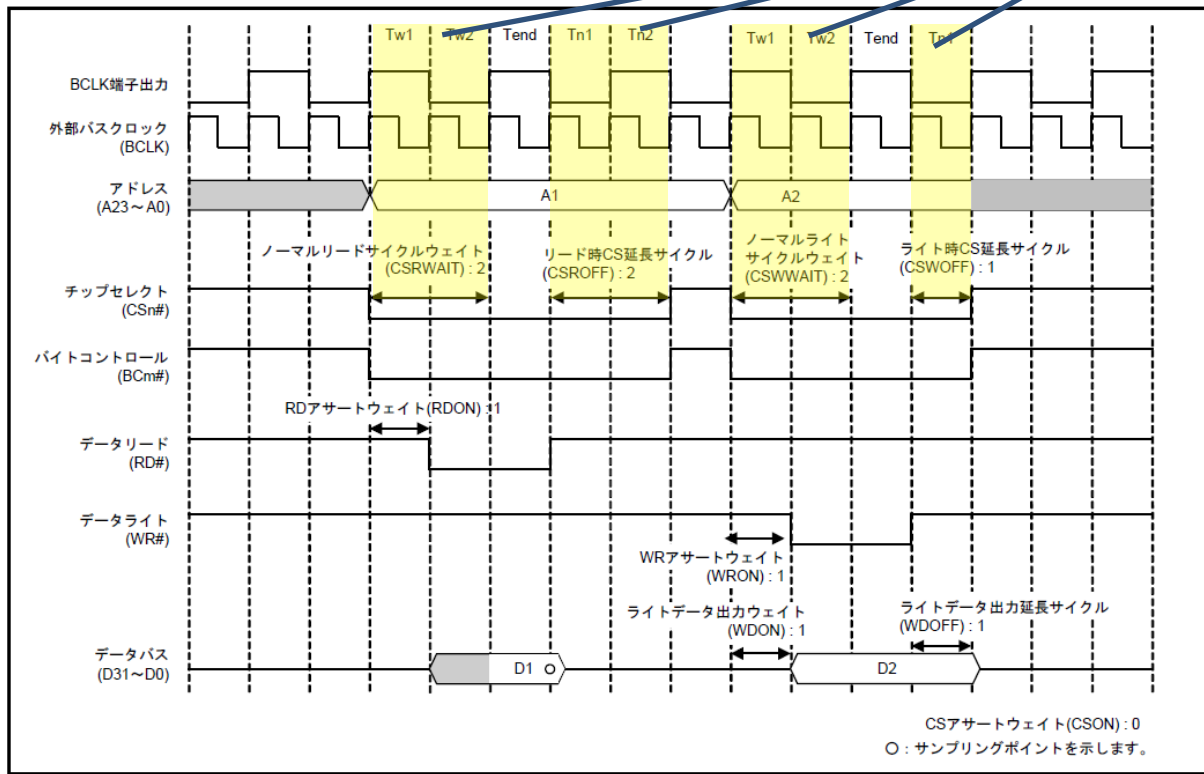 Tw1 Tw2 Tend Tn1 Tn2 Tw1 Tw2 Tend Tn1
BCLK端子出力
外部バスクロック
(BCLK)
アドレス
(A23～A0)
A1 A2
ノーマルリードサイクルウェイト
(CSRWAIT) : 2
リード時CS延長サイクル
(CSROFF) : 2
ノーマルライト
サイクルウェイト
(CSWWAIT) : 2
ライト時CS延長サイクル
(CSWOFF) : 1
チップセレクト
(CSn#)
バイトコントロール
(BCm#)
RDアサートウェイト(RDON) : 1
データリード
(RD#)
データライト
(WR#)
WRアサートウェイト
(WRON) : 1
ライトデータ出力ウェイト
(WDON) : 1
ライトデータ出力延長サイクル
(WDOFF) : 1
データバス
(D31～D0)
D1 D2
CSアサートウェイト(CSON) : 0
○ : サンプリングポイントを示します。